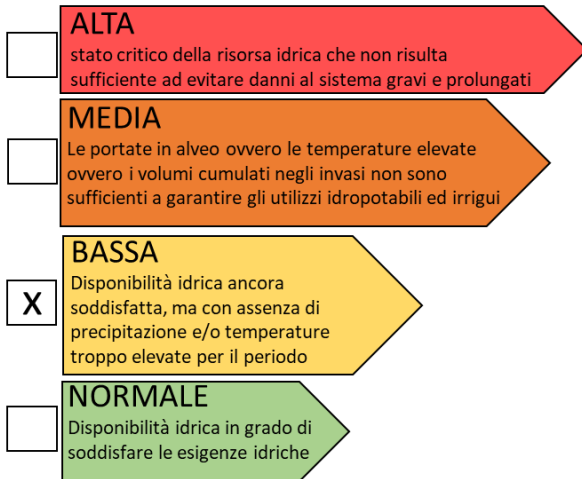 ALTA
stato critico della risorsa idrica che non risulta
sufficiente ad evitare danni al sistema gravi e prolungati
MEDIA
Le portate in alveo ovvero le temperature elevate
ovvero i volumi cumulati negli invasi non sono
sufficienti a garantire gli utilizzi idropotabili ed irrigui
BASSA
Disponibilità idrica ancora
soddisfatta, ma con assenza di
X
precipitazione e/o temperature
troppo elevate per il periodo
NORMALE
Disponibilità idrica in grado di
soddisfare le esigenze idriche